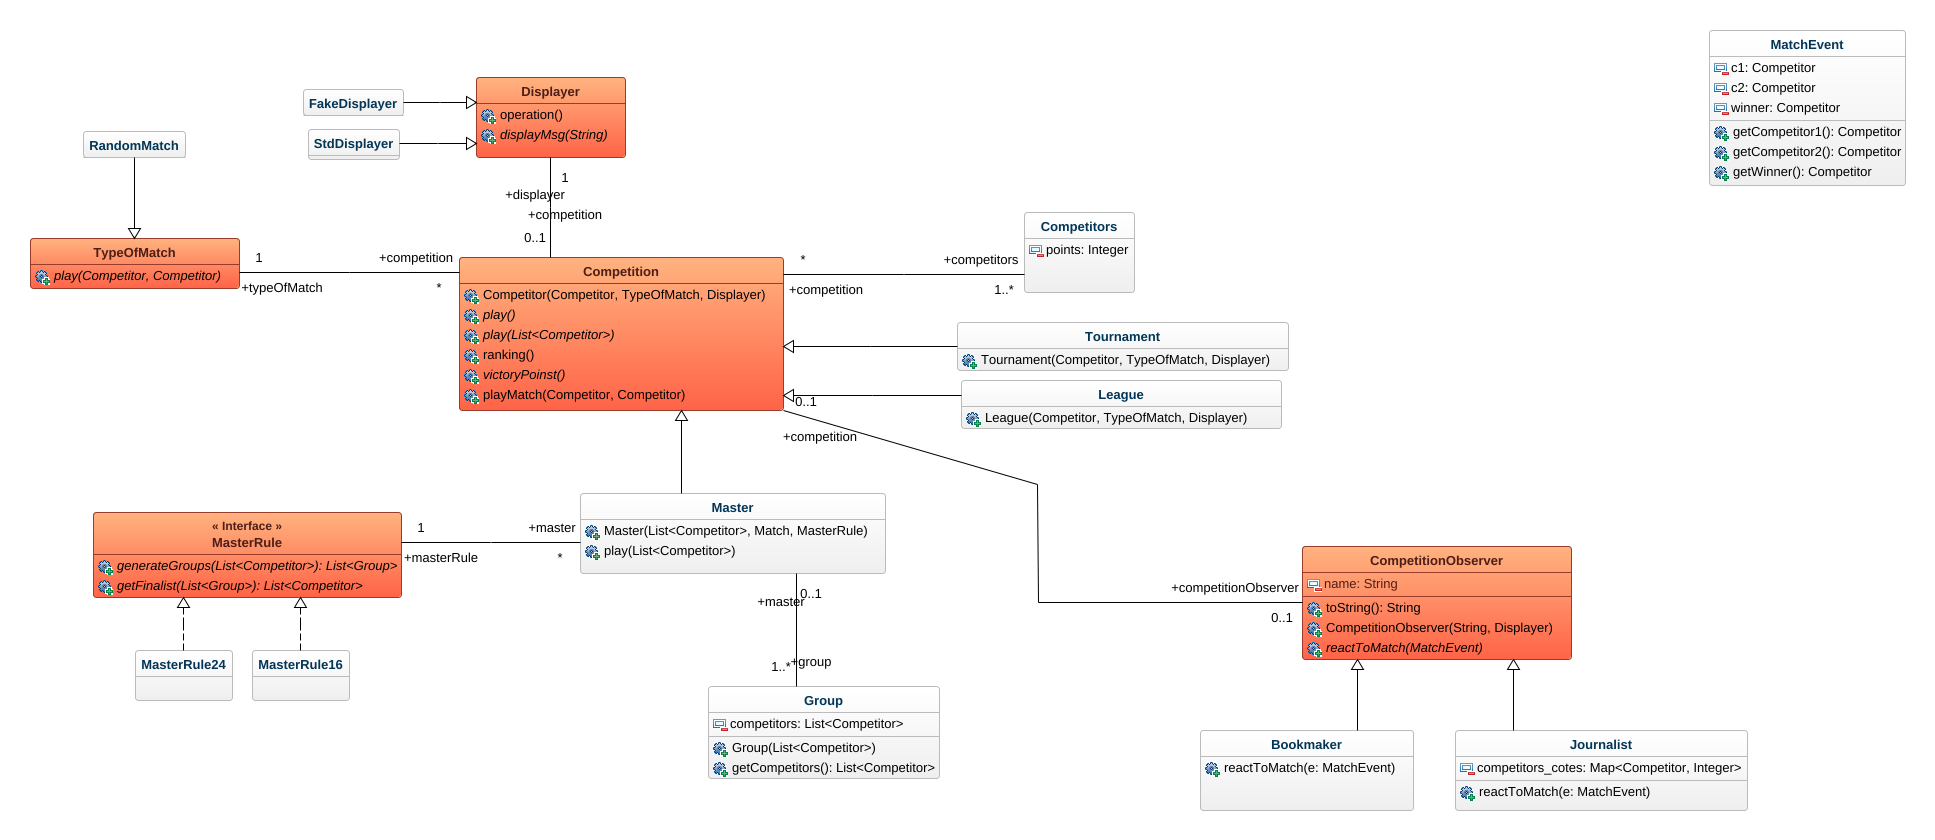 MatchEvent
c1: Competitor
c2: Competitor
winner: Competitor
getCompetitor1(): Competitor
getCompetitor2(): Competitor
getWinner(): Competitor
Displayer
operation()
displayMsg(String)
FakeDisplayer
StdDisplayer
RandomMatch
1
+displayer
+competition
0..1
TypeOfMatch
play(Competitor, Competitor)
1
+competition
+typeOfMatch
*
Competition
Competitor(Competitor, TypeOfMatch, Displayer)
play()
play(List<Competitor>)
ranking()
victoryPoinst()
playMatch(Competitor, Competitor)
*
+competitors
+competition
1..*
Competitors
points: Integer
Tournament
Tournament(Competitor, TypeOfMatch, Displayer)
League
League(Competitor, TypeOfMatch, Displayer)
0..1
+competition
Master
Master(List<Competitor>, Match, MasterRule)
play(List<Competitor>)
« Interface »
MasterRule
generateGroups(List<Competitor>): List<Group>
getFinalist(List<Group>): List<Competitor>
1
+master
+masterRule
*
MasterRule24
MasterRule16
0..1
+master
1..*
+group
Group
competitors: List<Competitor>
Group(List<Competitor>)
getCompetitors(): List<Competitor>
+competitionObserver
0..1
CompetitionObserver
name: String
toString(): String
CompetitionObserver(String, Displayer)
reactToMatch(MatchEvent)
Bookmaker
reactToMatch(e: MatchEvent)
Journalist
competitors_cotes: Map<Competitor, Integer>
reactToMatch(e: MatchEvent)